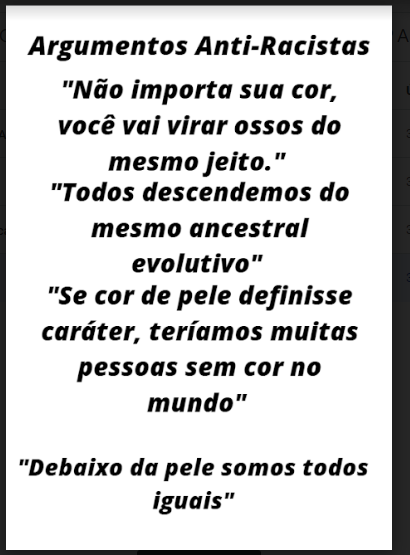 Argumentos Anti-Racistas
"Não importa sua cor,
você vai virar ossos do
mesmo jeito."
"Todos descendemos do
mesmo ancestral
evolutivo"
"Se cor de pele definisse
caráter, teríamos muitas
pessoas sem cor no
mundo"
"Debaixo da pele somos todos
iguais"